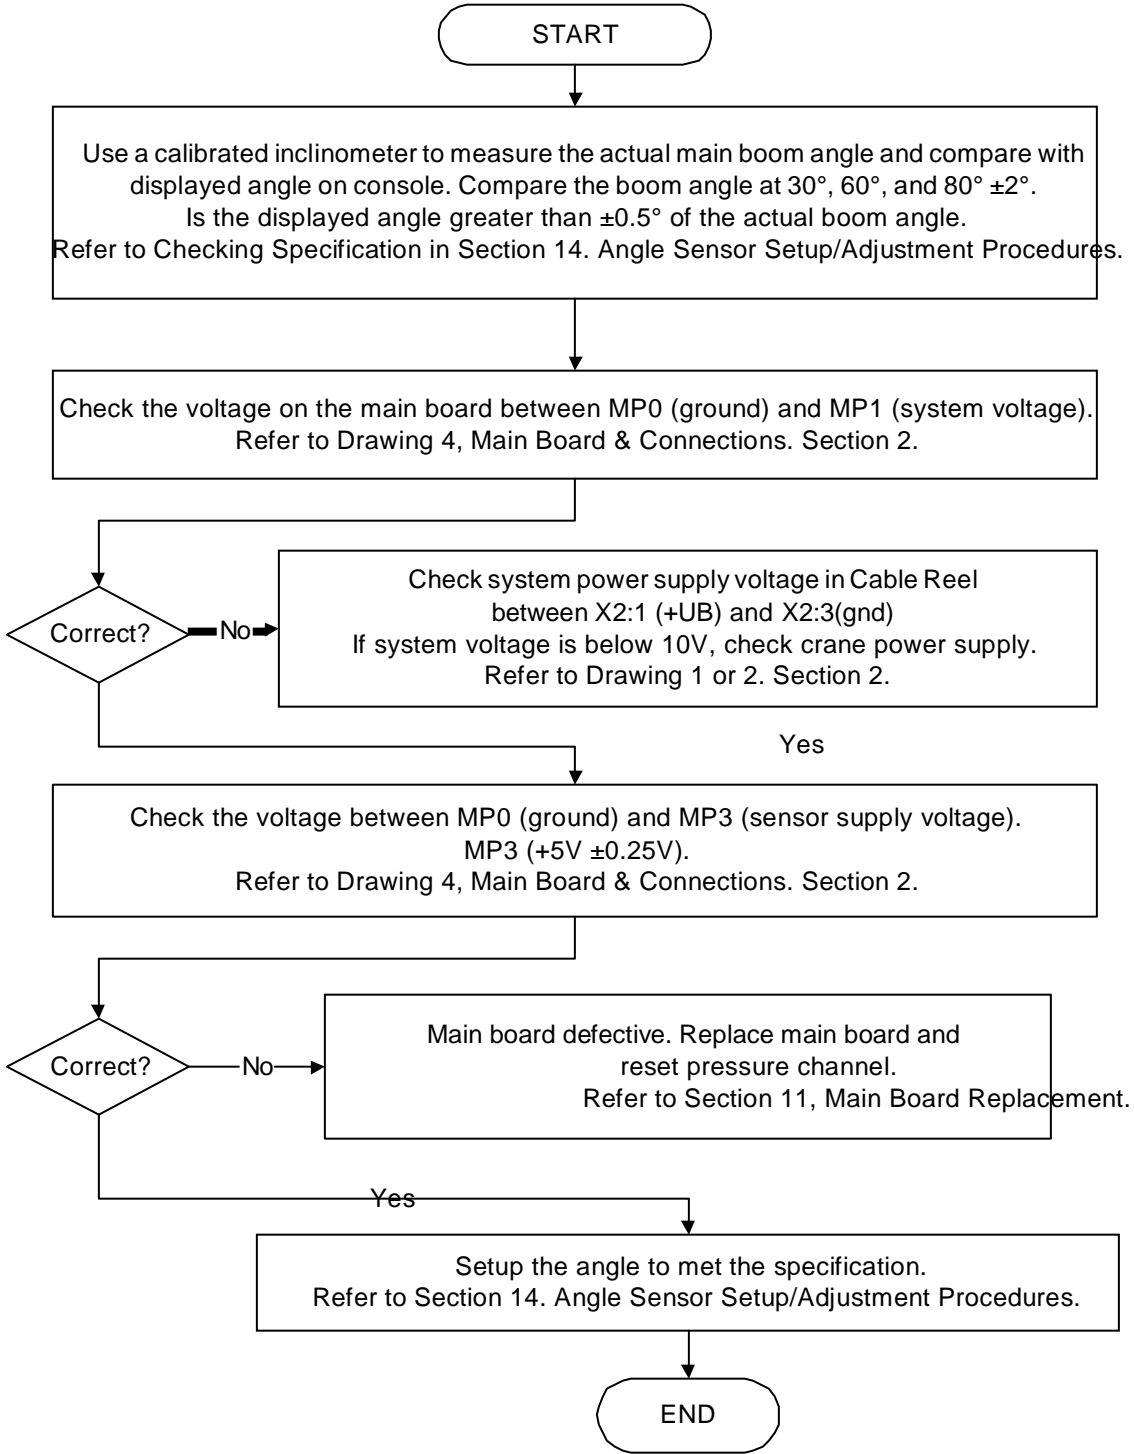 START
Use a calibrated inclinometer to measure the actual main boom angle and compare with
displayed angle on console. Compare the boom angle at 30°, 60°, and 80° ±2°.
Is the displayed angle greater than ±0.5° of the actual boom angle.
Refer to Checking Specification in Section 14. Angle Sensor Setup/Adjustment Procedures.
Check the voltage on the main board between MP0 (ground) and MP1 (system voltage).
Refer to Drawing 4, Main Board & Connections. Section 2.
Correct?
No
Check system power supply voltage in Cable Reel
between X2:1 (+UB) and X2:3(gnd)
If system voltage is below 10V, check crane power supply.
Refer to Drawing 1 or 2. Section 2.
Yes
Check the voltage between MP0 (ground) and MP3 (sensor supply voltage).
MP3 (+5V ±0.25V).
Refer to Drawing 4, Main Board & Connections. Section 2.
Correct?
No
Main board defective. Replace main board and
reset pressure channel.
Refer to Section 11, Main Board Replacement.
Yes
Setup the angle to met the specification.
Refer to Section 14. Angle Sensor Setup/Adjustment Procedures.
END